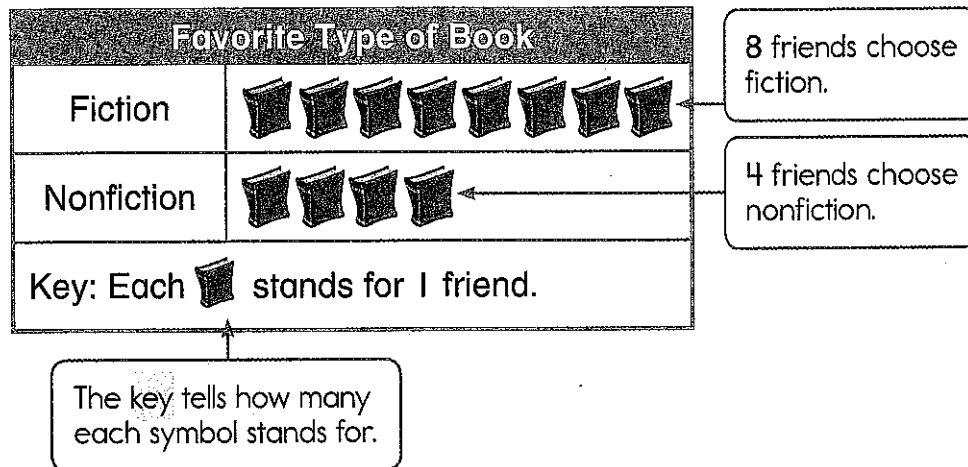 Favorite Type of Book
Fiction
8 friends choose
fiction.
Nonfiction
4 friends choose
nonfiction.
Key: Each stands for 1 friend.
The key tells how many
each symbol stands for.